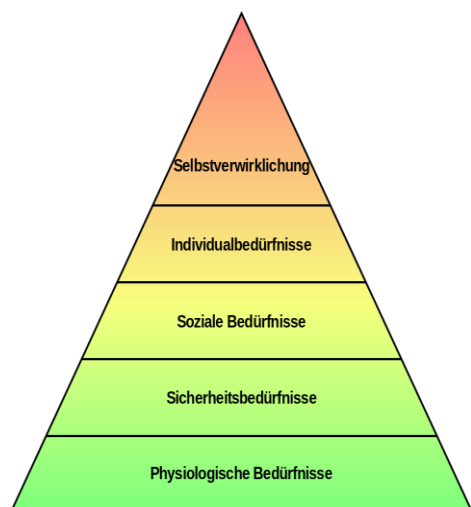 Selbstverwirklichung
Individualbedürfnisse
Soziale Bedürfnisse
Sicherheitsbedürfnisse
Physiologische Bedürfnisse